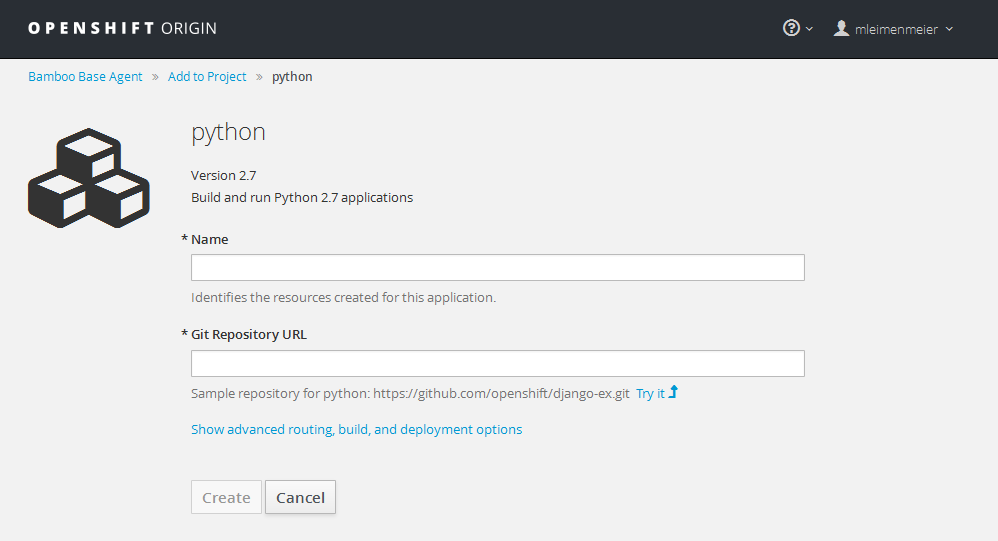 OPENSHIFT ORIGIN
mleimenmeier
Bamboo Base Agent » Add to Project » python
python
Version 2.7
Build and run Python 2.7 applications
* Name
Identifies the resources created for this application.
* Git Repository URL
Sample repository for python: https://github.com/openshift/django-ex.git Try it
Show advanced routing, build, and deployment options
Create Cancel